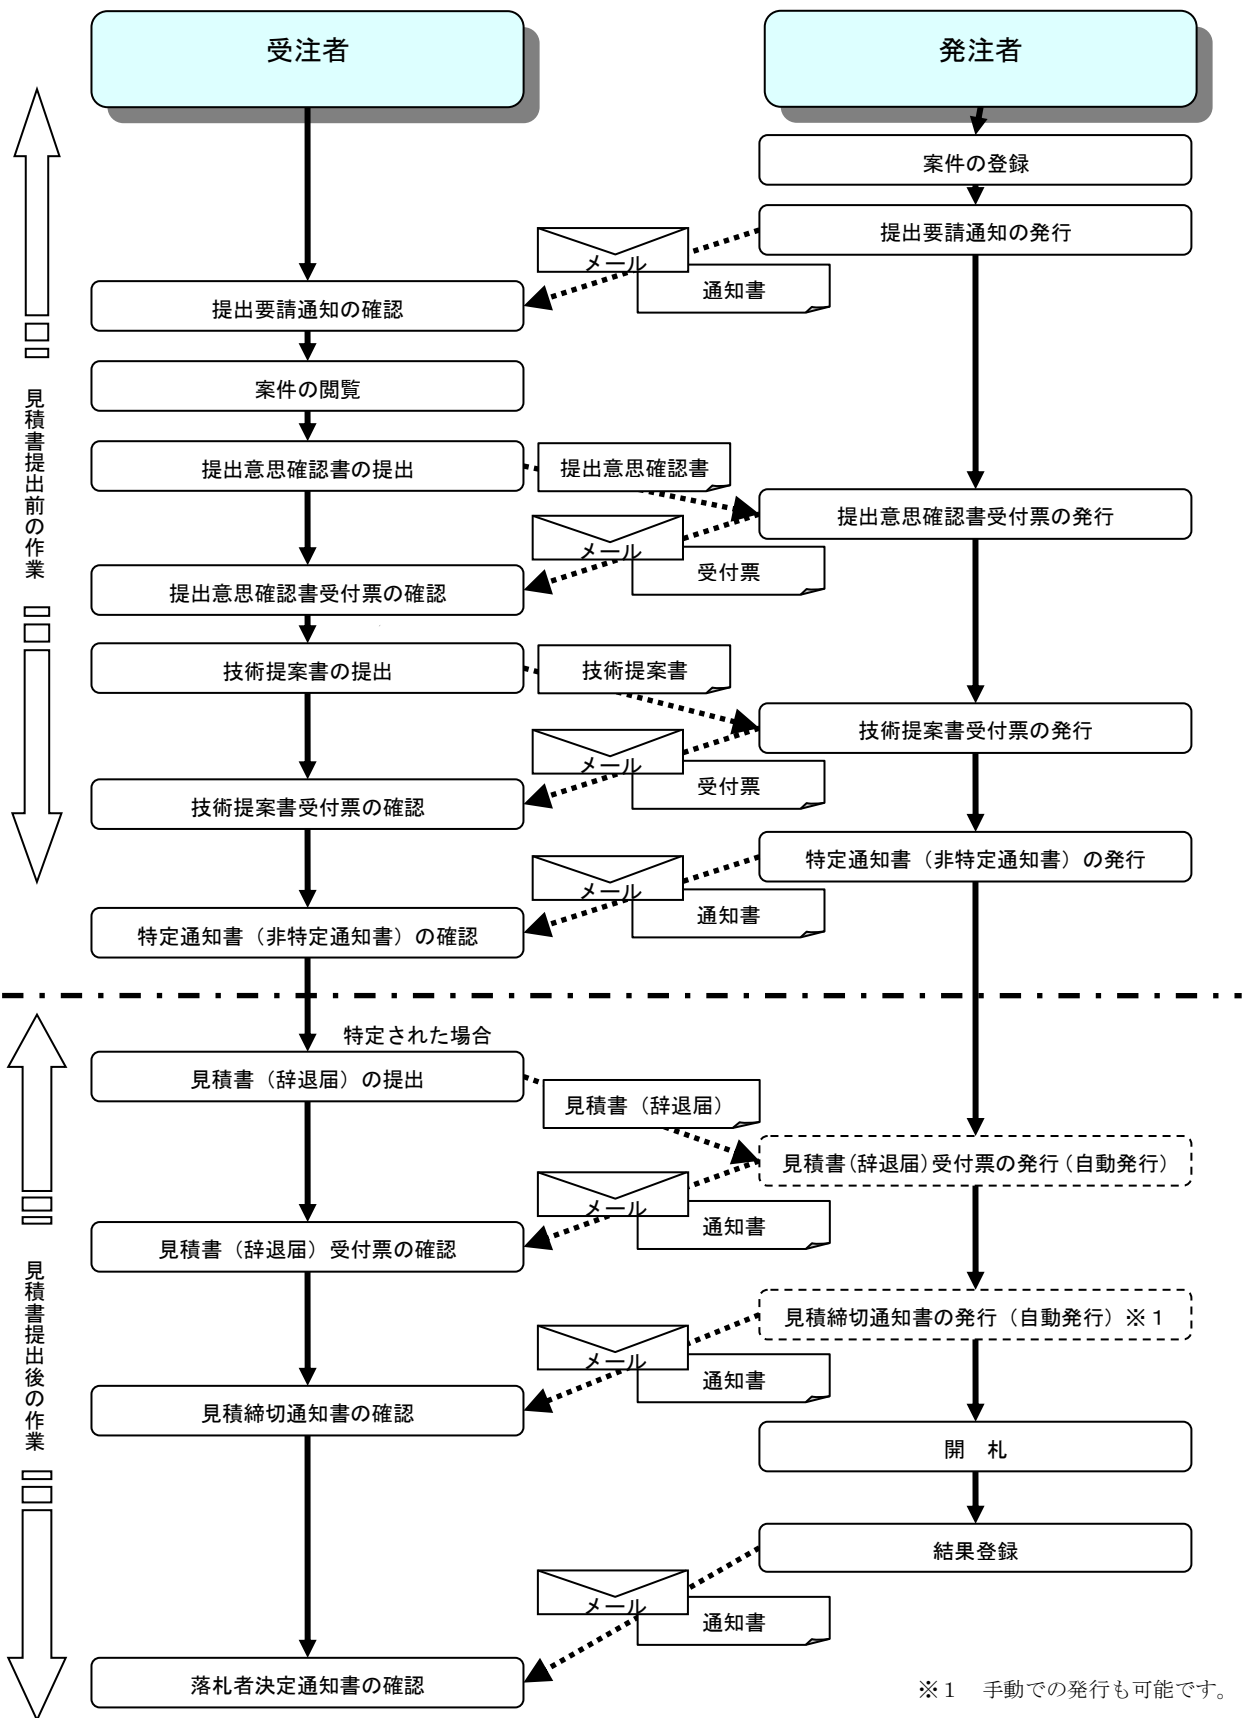 受注者
発注者
案件の登録
提出要請通知の発行
メール
通知書
提出要請通知の確認
案件の閲覧
提出意思確認書の提出
提出意思確認書
提出意思確認書受付票の発行
メール
受付票
提出意思確認書受付票の確認
技術提案書の提出
技術提案書
技術提案書受付票の発行
メール
受付票
技術提案書受付票の確認
特定通知書（非特定通知書）の発行
メール
通知書
特定通知書（非特定通知書）の確認
見積書提出前の作業
特定された場合
見積書（辞退届）の提出
見積書（辞退届）
見積書（辞退届）受付票の発行（自動発行）
メール
通知書
見積書（辞退届）受付票の確認
見積締切通知書の発行（自動発行）※１
メール
通知書
見積締切通知書の確認
開　札
結果登録
メール
通知書
落札者決定通知書の確認
見積書提出後の作業
※１　手動での発行も可能です。